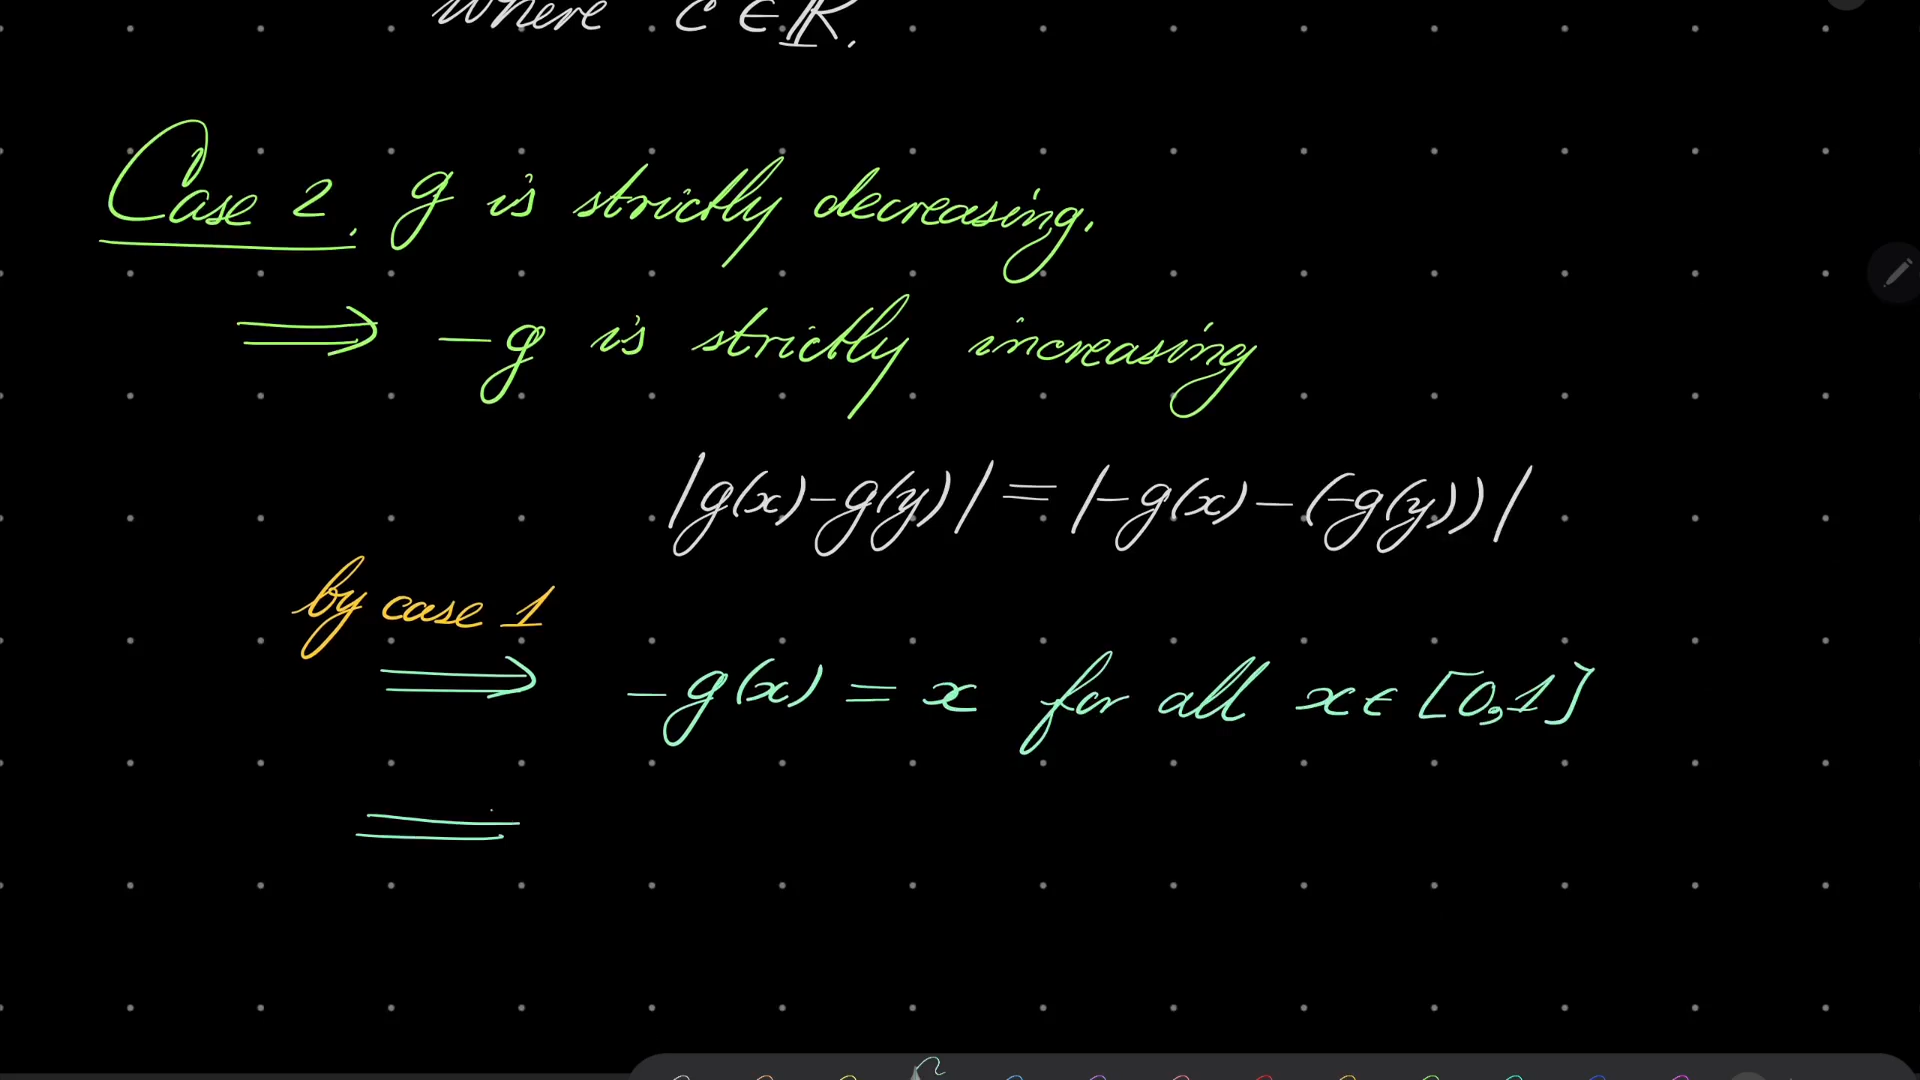 where c ∈ ℝ.
Case 2. g is strictly decreasing.
⟹ -g is strictly increasing
|g(x)-g(y)| = |-g(x)-(-g(y))|
by case 1
⟹ -g(x) = x for all x ∈ [0,1]